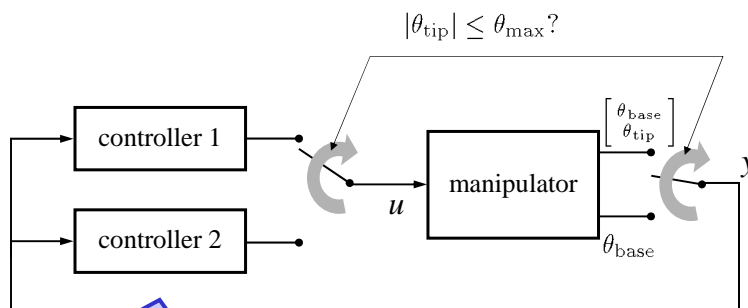 |θ_tip| ≤ θ_max?
controller 1
controller 2
u
manipulator
[θ_base
θ_tip]
θ_base
y